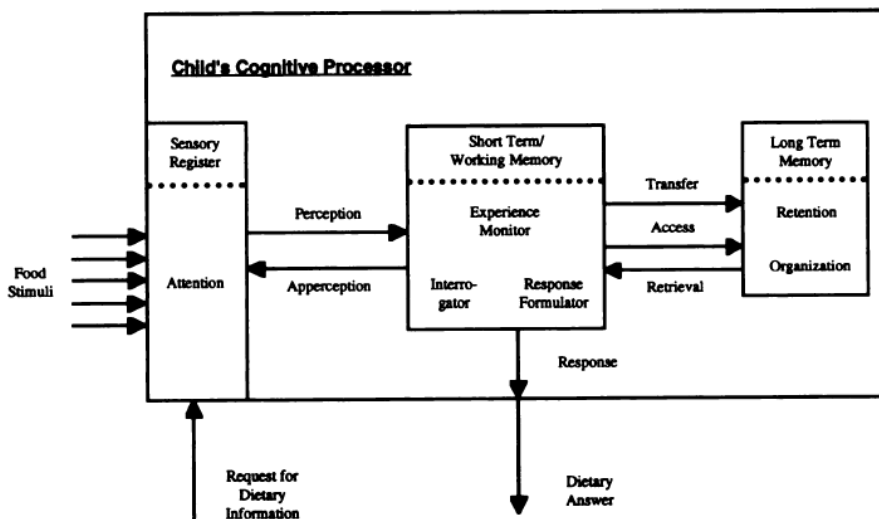 Child's Cognitive Processor
Sensory
Register
Attention
Food
Stimuli
Perception
Apperception
Short Term/
Working Memory
Experience
Monitor
Interro-
gator
Response
Formulator
Transfer
Access
Retrieval
Long Term
Memory
Retention
Organization
Response
Request for
Dietary
Information
Dietary
Answer